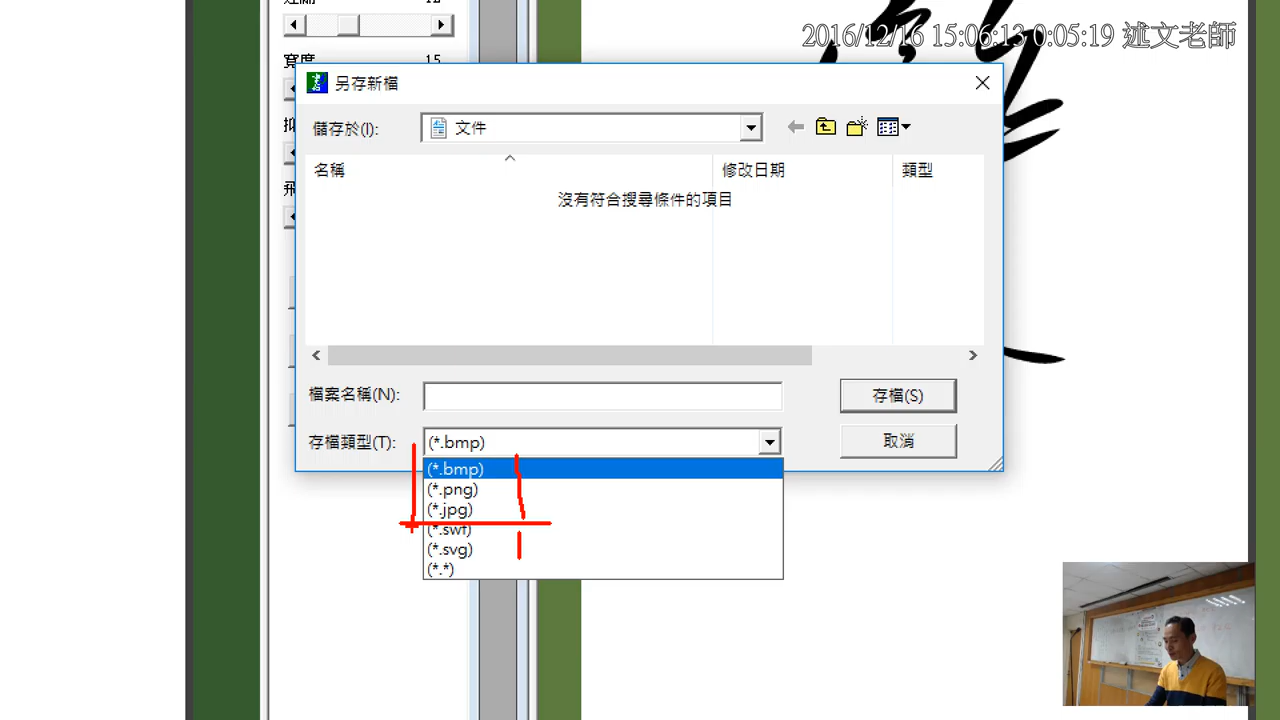 12
2016/12/16 15:06:13 0:05:19 述文老師
寬度 15
另存新檔
儲存於(I): 文件
名稱 修改日期 類型
沒有符合搜尋條件的項目
檔案名稱(N): 存檔(S)
存檔類型(T): (*.bmp) 取消
(*.bmp)
(*.png)
(*.jpg)
(*.swf)
(*.svg)
(*.*)